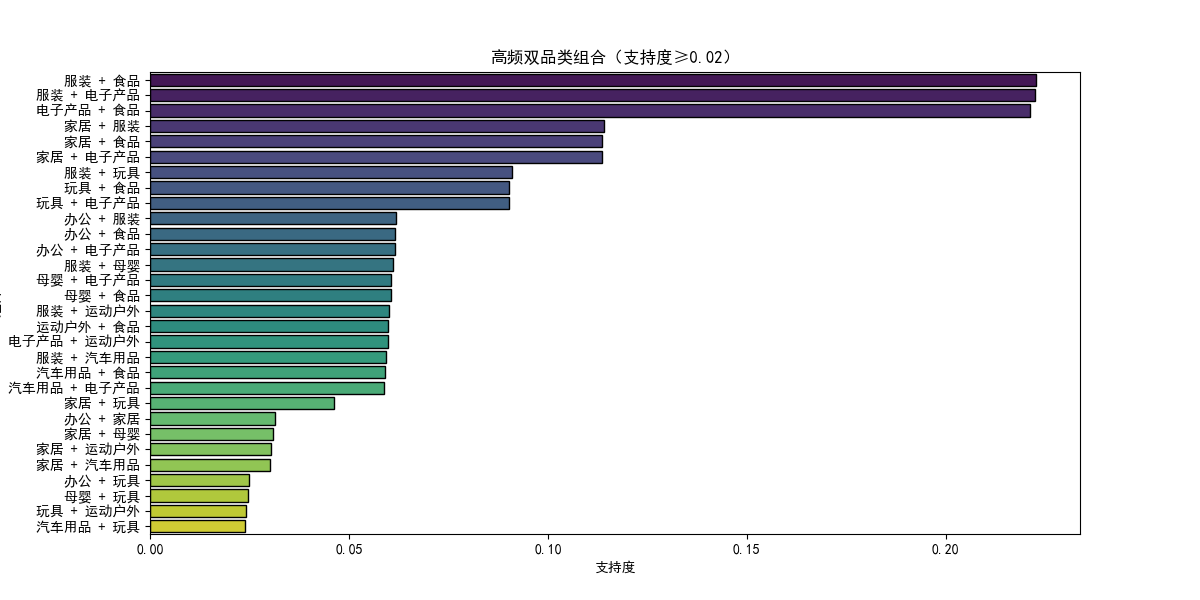 高频双品类组合（支持度≥0.02）
服装 + 食品
服装 + 电子产品
电子产品 + 食品
家居 + 服装
家居 + 食品
家居 + 电子产品
服装 + 玩具
玩具 + 食品
玩具 + 电子产品
办公 + 服装
办公 + 食品
办公 + 电子产品
服装 + 母婴
母婴 + 电子产品
母婴 + 食品
服装 + 运动户外
运动户外 + 食品
电子产品 + 运动户外
服装 + 汽车用品
汽车用品 + 食品
汽车用品 + 电子产品
家居 + 玩具
办公 + 家居
家居 + 母婴
家居 + 运动户外
家居 + 汽车用品
办公 + 玩具
母婴 + 玩具
玩具 + 运动户外
汽车用品 + 玩具
0.00 0.05 0.10 0.15 0.20
支持度